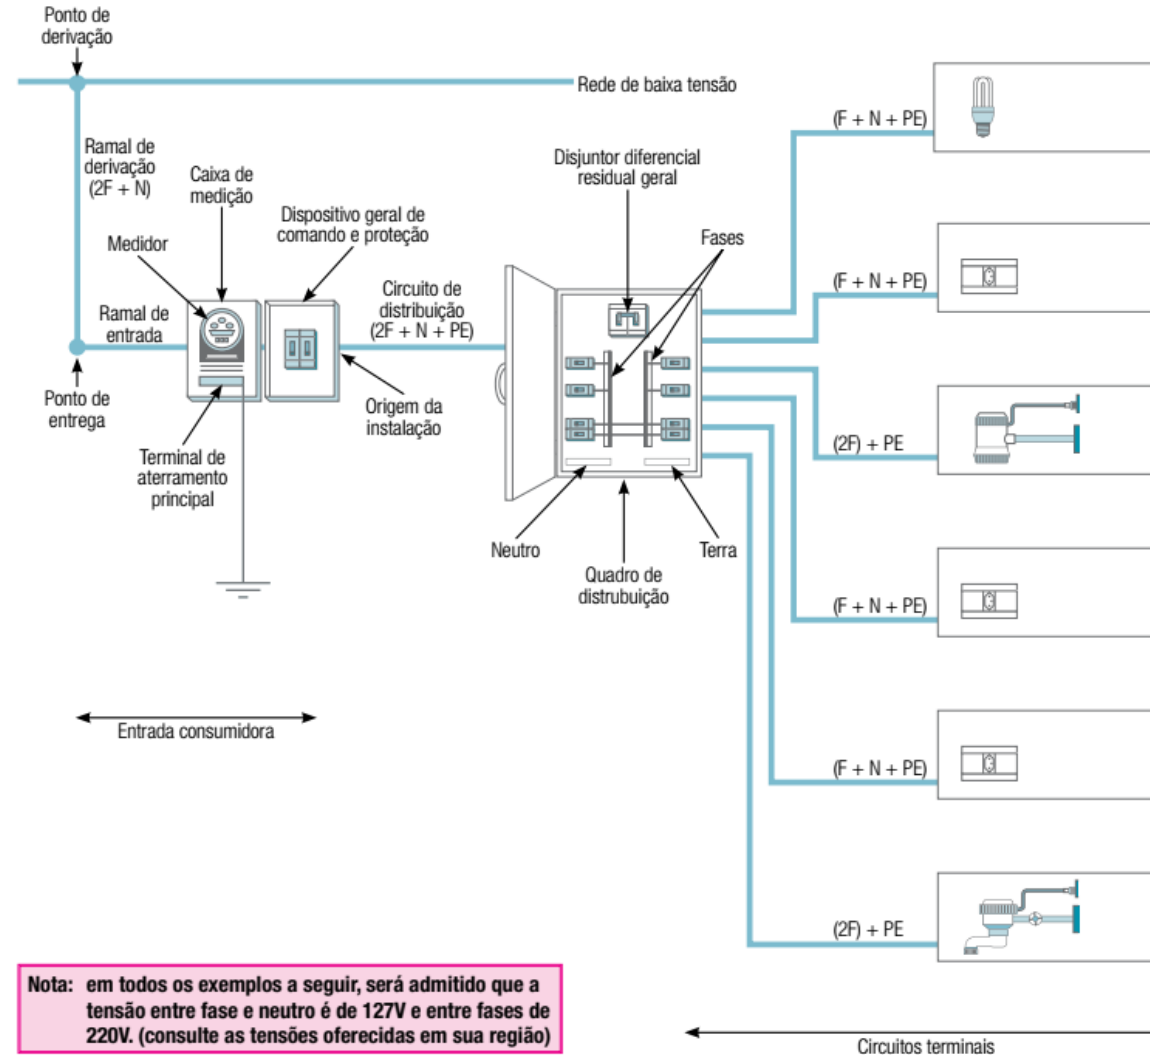 Ponto de
derivação
Rede de baixa tensão
(F + N + PE)
Ramal de
derivação
(2F + N)
Caixa de
medição
Disjuntor diferencial
residual geral
Dispositivo geral de
comando e proteção
Medidor
Fases
Ramal de
entrada
Circuito de
distribuição
(2F + N + PE)
(F + N + PE)
Ponto de
entrega
Origem da
instalação
Terminal de
aterramento
principal
(2F) + PE
Neutro
Terra
Quadro de
distrubuição
(F + N + PE)
Entrada consumidora
(F + N + PE)
(2F) + PE
Nota: em todos os exemplos a seguir, será admitido que a
tensão entre fase e neutro é de 127V e entre fases de
220V. (consulte as tensões oferecidas em sua região)
Circuitos terminais